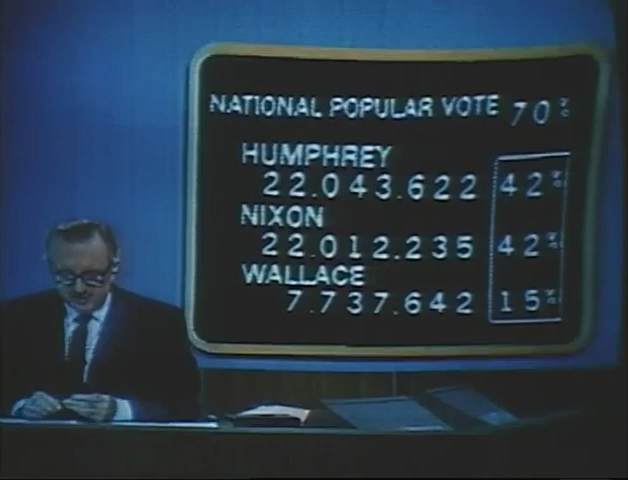 NATIONAL POPULAR VOTE 70%
HUMPHREY
22.043.622 42%
NIXON
22.012.235 42%
WALLACE
7.737.642 15%